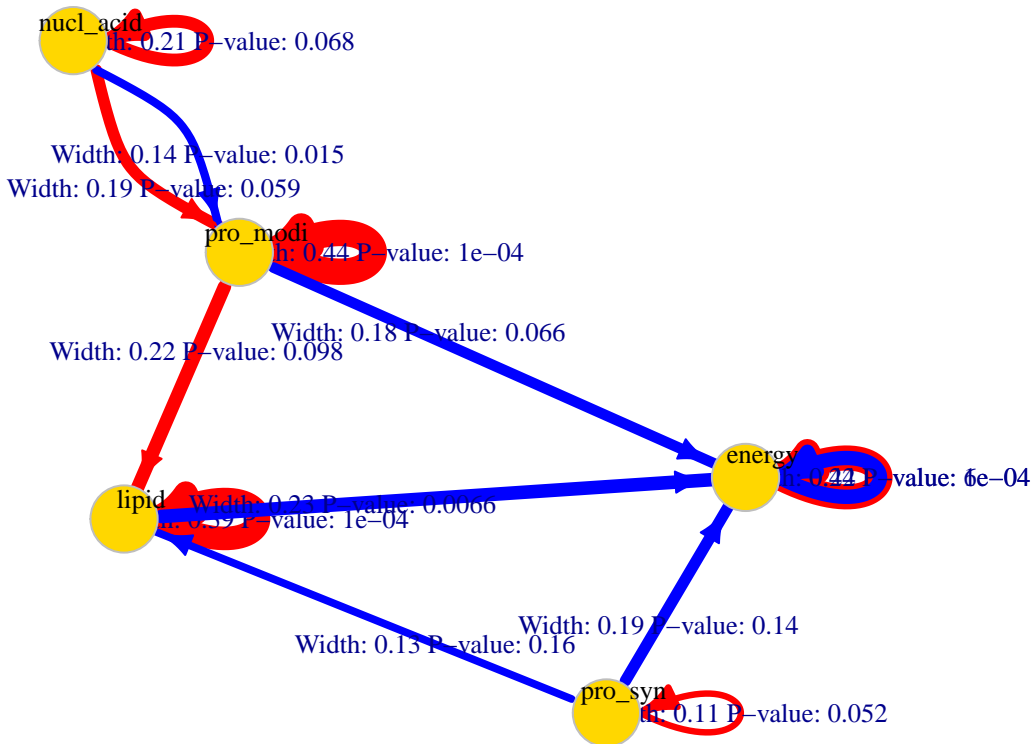 nucl_acid
0.21 P−value: 0.068
Width: 0.14 P−value: 0.015
Width: 0.19 P−value: 0.059
pro_modi
0.44 P−value: 1e−04
Width: 0.18 P−value: 0.066
Width: 0.22 P−value: 0.098
energy
P−value:
lipid
Width: 0.23 P−value: 0.0066
0.39 P−value: 1e−04
Width: 0.19 P−value: 0.14
Width: 0.13 P−value: 0.16
pro_syn
0.11 P−value: 0.052